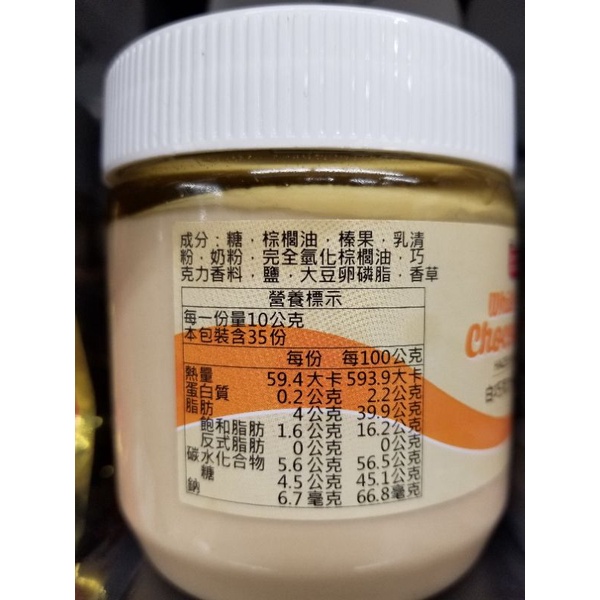 成分：糖．棕櫚油．榛果．乳清
粉．奶粉．完全氫化棕櫚油．巧
克力香料．鹽．大豆卵磷脂．香草
營養標示
每一份量10公克
本包裝含35份
每份 每100公克
熱量 59.4大卡 593.9大卡
蛋白質 0.2公克 2.2公克
脂肪 4公克 39.9公克
飽和脂肪 1.6公克 16.2公克
反式脂肪 0公克 0公克
碳水化合物 5.6公克 56.5公克
糖 4.5公克 45.1公克
鈉 6.7毫克 66.8毫克